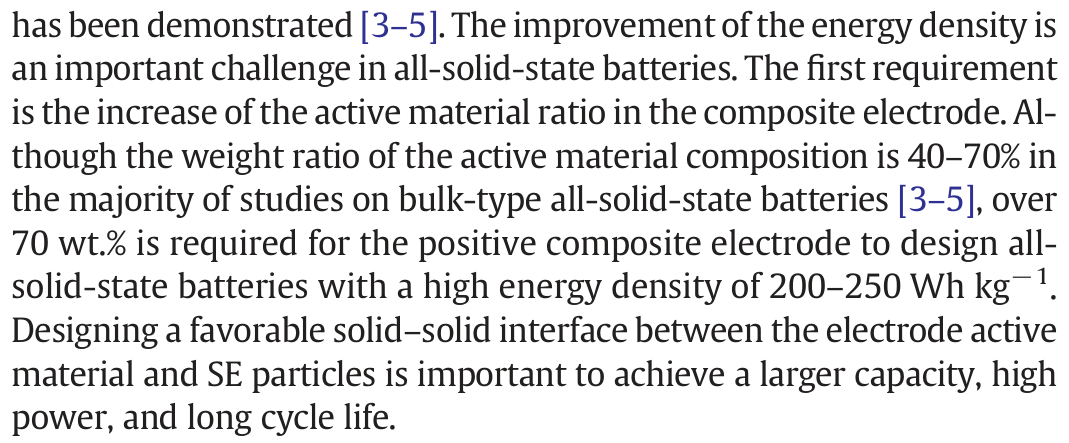 has been demonstrated [3–5]. The improvement of the energy density is
an important challenge in all-solid-state batteries. The first requirement
is the increase of the active material ratio in the composite electrode. Al-
though the weight ratio of the active material composition is 40–70% in
the majority of studies on bulk-type all-solid-state batteries [3–5], over
70 wt.% is required for the positive composite electrode to design all-
solid-state batteries with a high energy density of 200–250 Wh kg⁻¹.
Designing a favorable solid–solid interface between the electrode active
material and SE particles is important to achieve a larger capacity, high
power, and long cycle life.